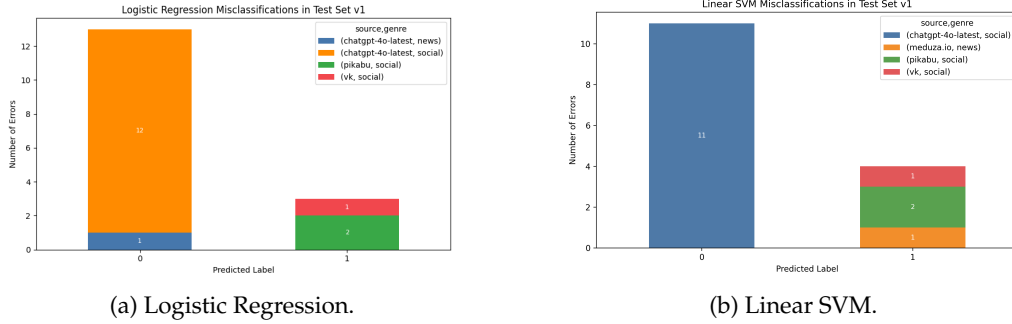 Logistic Regression Misclassifications in Test Set v1
source,genre
(chatgpt-4o-latest, news)
(chatgpt-4o-latest, social)
(pikabu, social)
(vk, social)
Number of Errors
12
10
8
6
4
2
0
12
1
1
2
0
1
Predicted Label
(a) Logistic Regression.
Linear SVM Misclassifications in Test Set v1
source,genre
(chatgpt-4o-latest, social)
(meduza.io, news)
(pikabu, social)
(vk, social)
Number of Errors
10
8
6
4
2
0
11
1
2
1
0
1
Predicted Label
(b) Linear SVM.